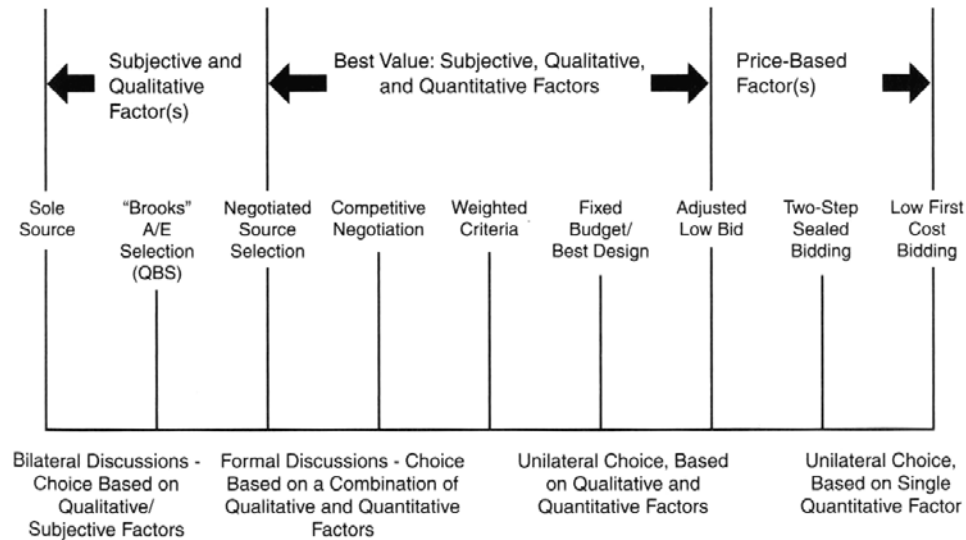 Subjective and
Qualitative
Factor(s)
Best Value: Subjective, Qualitative,
and Quantitative Factors
Price-Based
Factor(s)
Sole
Source
"Brooks"
A/E
Selection
(QBS)
Negotiated
Source
Selection
Competitive
Negotiation
Weighted
Criteria
Fixed
Budget/
Best Design
Adjusted
Low Bid
Two-Step
Sealed
Bidding
Low First
Cost
Bidding
Bilateral Discussions -
Choice Based on
Qualitative/
Subjective Factors
Formal Discussions - Choice
Based on a Combination of
Qualitative and Quantitative
Factors
Unilateral Choice, Based
on Qualitative and
Quantitative Factors
Unilateral Choice,
Based on Single
Quantitative Factor